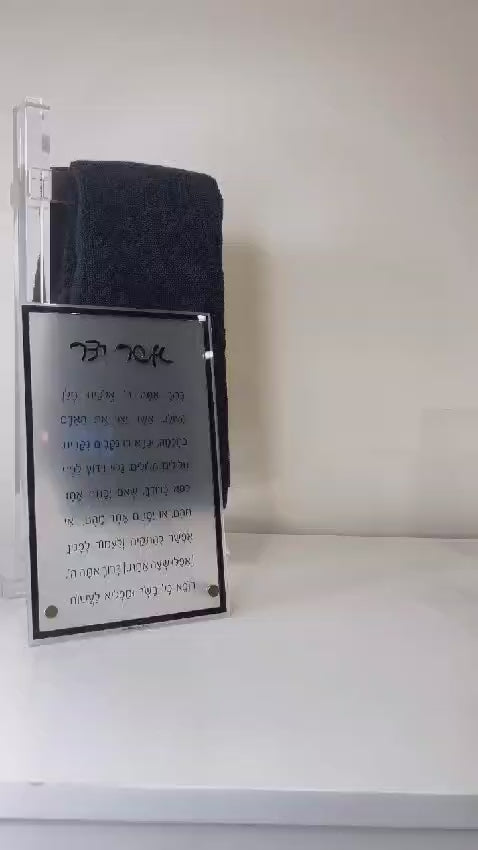 אשר יצר
ברוך אתה ה' אלקינו מלך
העולם, אשר יצר את האדם
בחכמה, וברא בו נקבים נקבים
חלולים חלולים. גלוי וידוע לפני
כסא כבודך, שאם יסתם אחד
מהם, או יפתח אחד מהם, אי
אפשר להתקיים ולעמוד לפניך
אפילו שעה אחת. ברוך אתה ה',
רופא כל בשר ומפליא לעשות